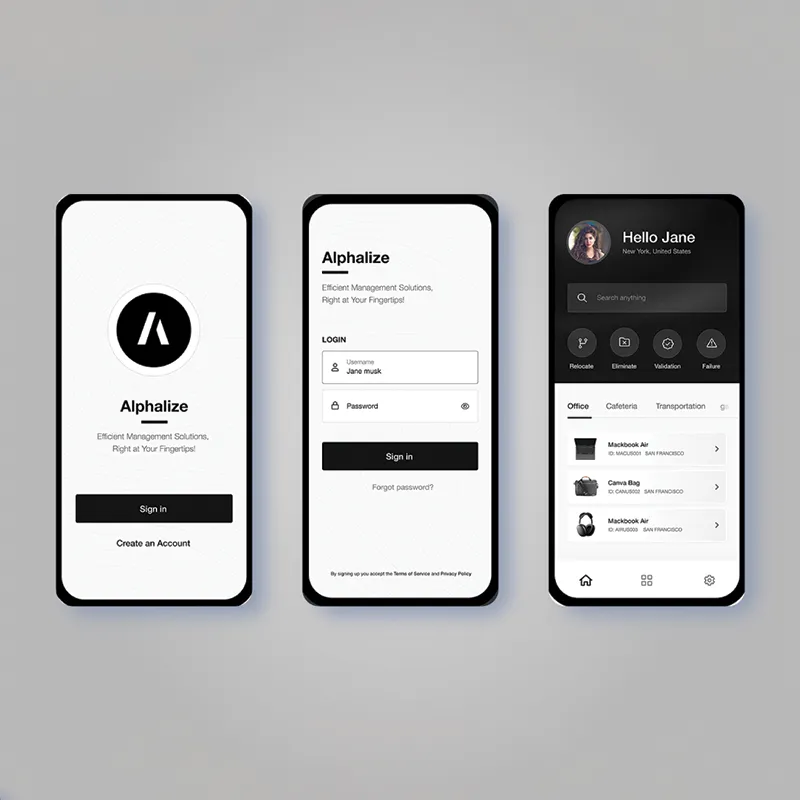 Alphalize
Efficient Management Solutions,
Right at Your Fingertips!
Sign in
Create an Account
Alphalize
Efficient Management Solutions,
Right at Your Fingertips!
LOGIN
Username
Jane musk
Password
Sign in
Forgot password?
By signing up you accept the Terms of Service and Privacy Policy
Hello Jane
New York, United States
Search anything
Relocate Eliminate Validation Failure
Office Cafeteria Transportation
Mackbook Air
ID: MACUS001 SAN FRANCISCO
Canva Bag
ID: CANUS002 SAN FRANCISCO
Mackbook Air
ID: AIRUS003 SAN FRANCISCO